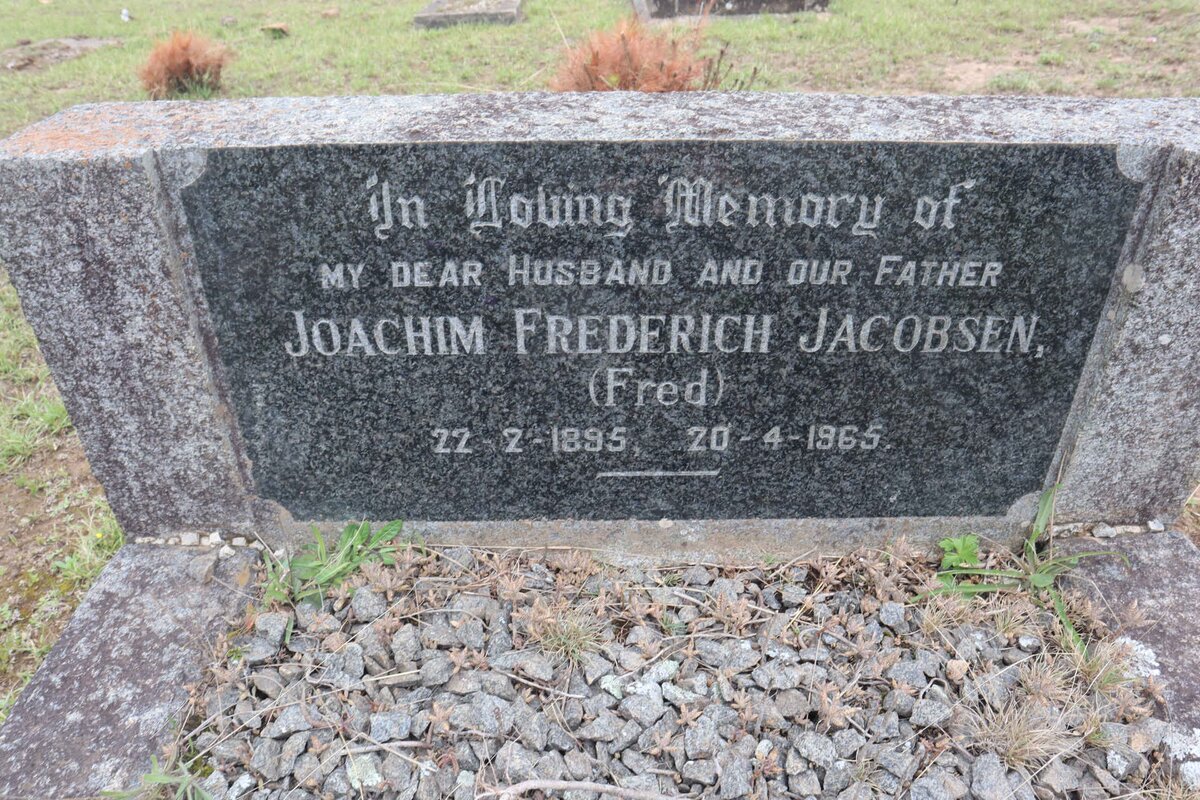 In Loving Memory of
MY DEAR HUSBAND AND OUR FATHER
JOACHIM FREDERICH JACOBSEN,
(Fred)
22-2-1895 20-4-1965.